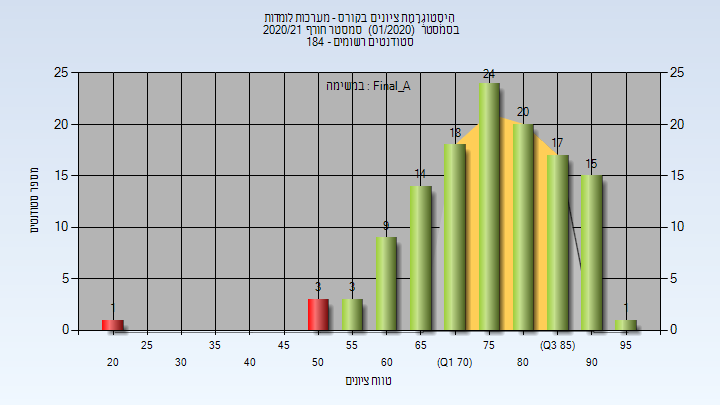 היסטוגרמת ציונים בקורס - מערכות לומדות
בסמסטר (01/2020) סמסטר חורף 2020/21
סטודנטים רשומים - 184
במשימה : Final_A
25 25
20 20
15 15
10 10
5 5
0 0
מספר סטודנטים
1 3 3 9 14 18 24 20 17 15 1
25 35 45 55 65 75 (Q3 85) 95
20 30 40 50 60 (Q1 70) 80 90
טווח ציונים